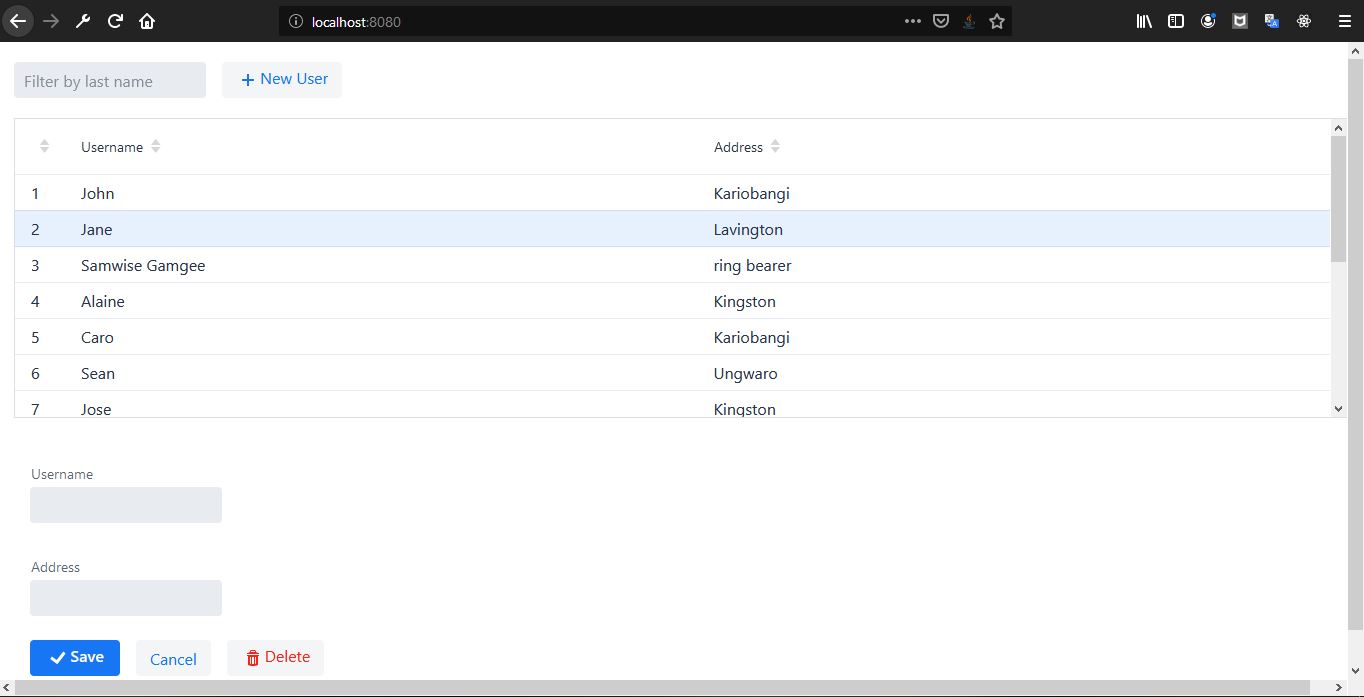 localhost:8080
Filter by last name
+ New User
Username Address
1 John Kariobangi
2 Jane Lavington
3 Samwise Gamgee ring bearer
4 Alaine Kingston
5 Caro Kariobangi
6 Sean Ungwaro
7 Jose Kingston
Username
Address
Save Cancel Delete